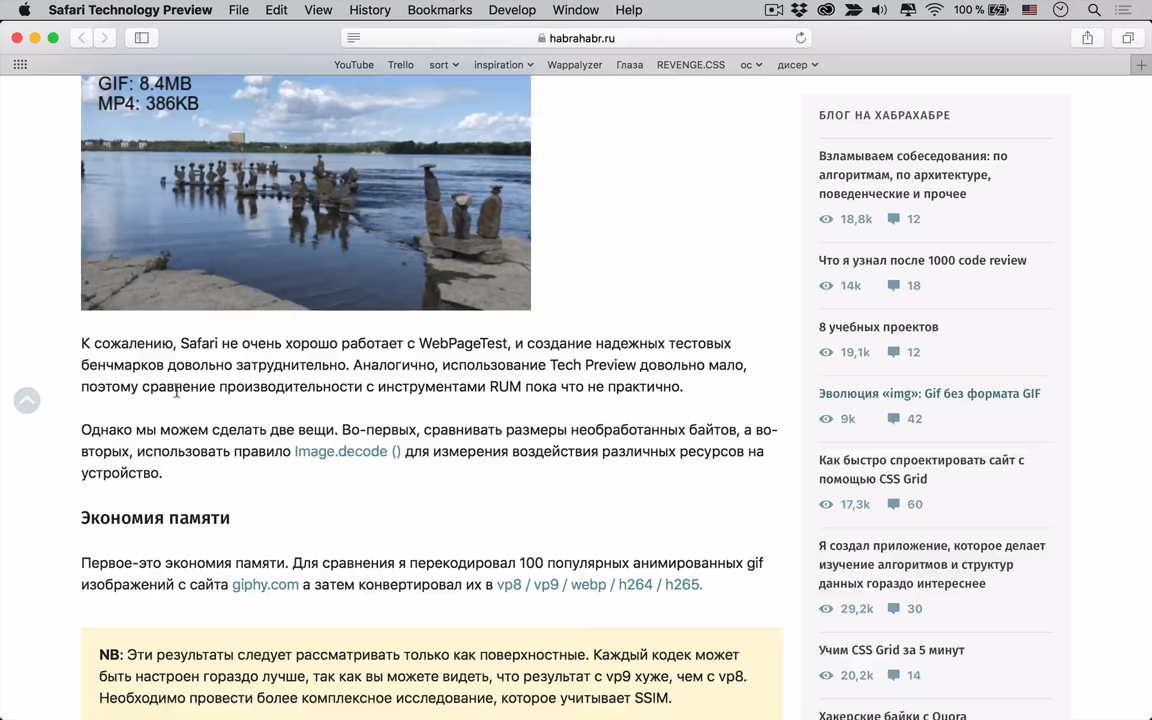 Safari Technology Preview File Edit View History Bookmarks Develop Window Help 100 %
habrahabr.ru
YouTube Trello sort inspiration Wappalyzer Глаза REVENGE.CSS ос дисер
GIF: 8.4MB
MP4: 386KB
К сожалению, Safari не очень хорошо работает с WebPageTest, и создание надежных тестовых
бенчмарков довольно затруднительно. Аналогично, использование Tech Preview довольно мало,
поэтому сравнение производительности с инструментами RUM пока что не практично.
Однако мы можем сделать две вещи. Во-первых, сравнивать размеры необработанных байтов, а во-
вторых, использовать правило Image.decode () для измерения воздействия различных ресурсов на
устройство.
Экономия памяти
Первое-это экономия памяти. Для сравнения я перекодировал 100 популярных анимированных gif
изображений с сайта giphy.com а затем конвертировал их в vp8 / vp9 / webp / h264 / h265.
NB: Эти результаты следует рассматривать только как поверхностные. Каждый кодек может
быть настроен гораздо лучше, так как вы можете видеть, что результат с vp9 хуже, чем с vp8.
Необходимо провести более комплексное исследование, которое учитывает SSIM.
БЛОГ НА ХАБРАХАБРЕ
Взламываем собеседования: по
алгоритмам, по архитектуре,
поведенческие и прочее
18,8k 12
Что я узнал после 1000 code review
14k 18
8 учебных проектов
19,1k 12
Эволюция «img»: Gif без формата GIF
9k 42
Как быстро спроектировать сайт с
помощью CSS Grid
17,3k 60
Я создал приложение, которое делает
изучение алгоритмов и структур
данных гораздо интереснее
29,2k 30
Учим CSS Grid за 5 минут
20,2k 14
Хакерские байки с Quora